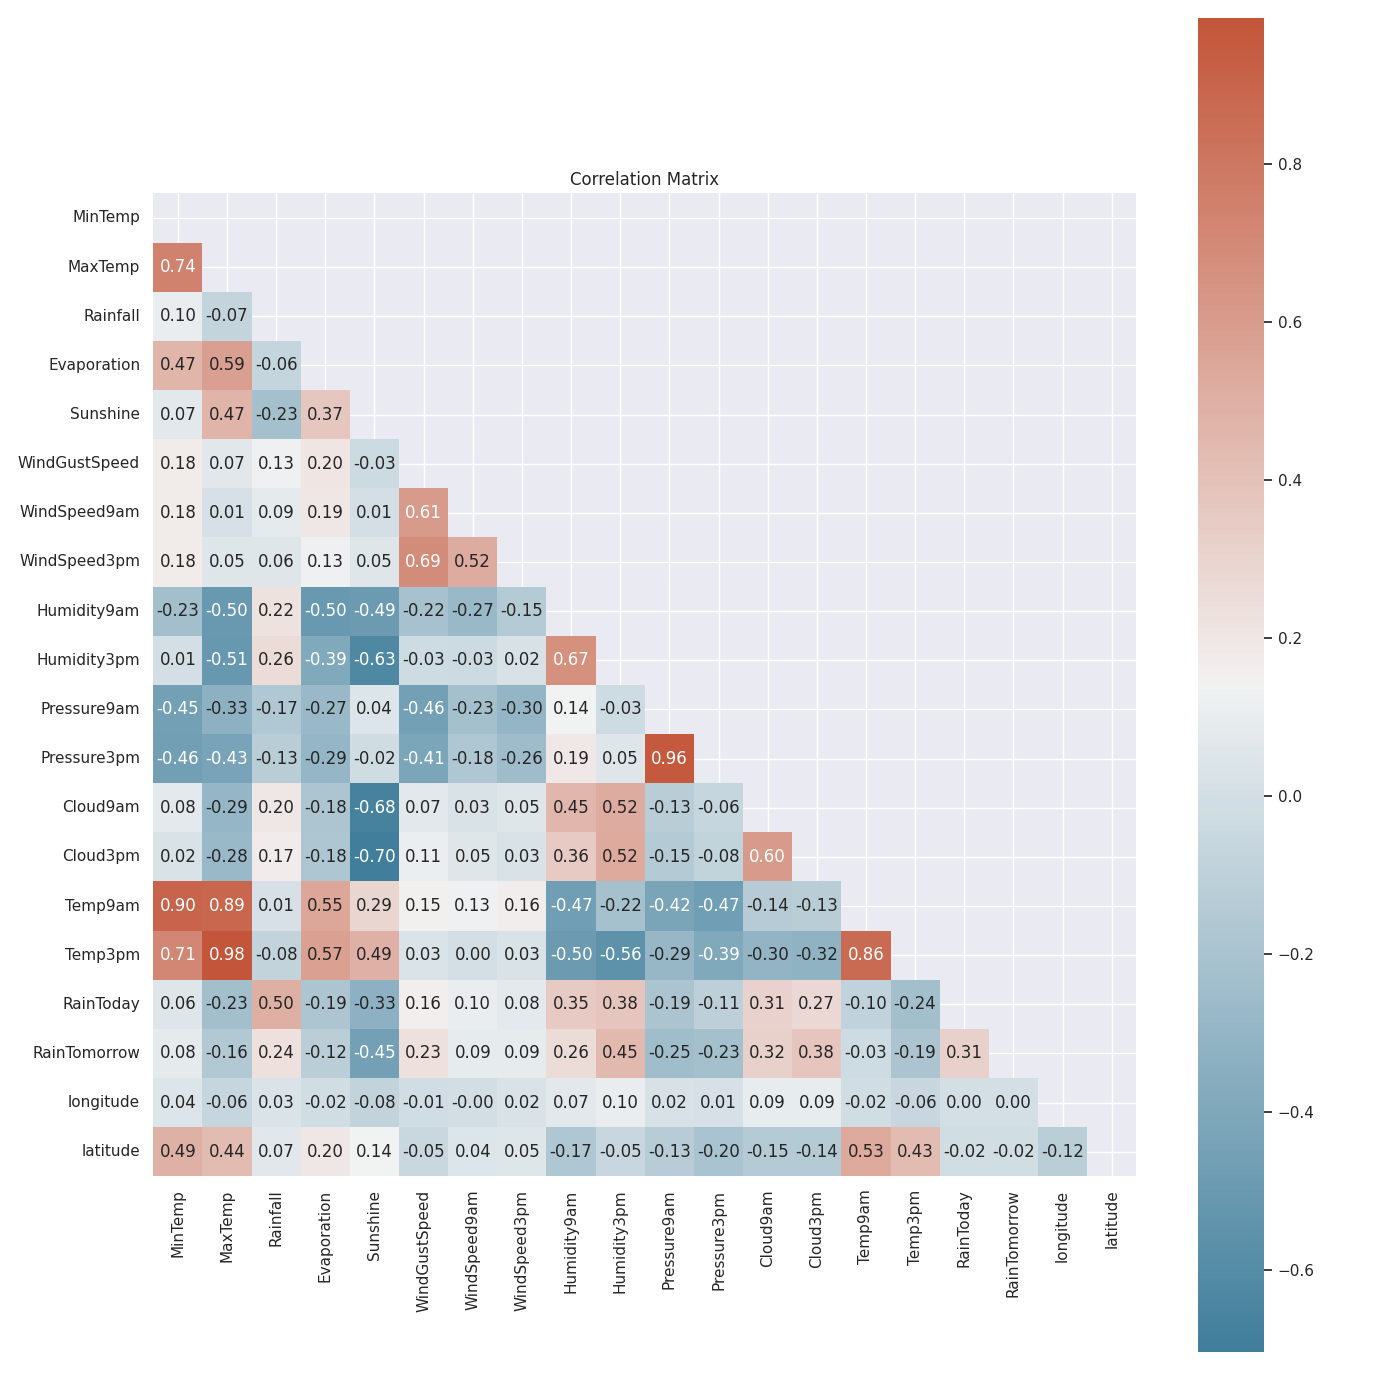 Correlation Matrix
MinTemp
MaxTemp 0.74
Rainfall 0.10 -0.07
Evaporation 0.47 0.59 -0.06
Sunshine 0.07 0.47 -0.23 0.37
WindGustSpeed 0.18 0.07 0.13 0.20 -0.03
WindSpeed9am 0.18 0.01 0.09 0.19 0.01 0.61
WindSpeed3pm 0.18 0.05 0.06 0.13 0.05 0.69 0.52
Humidity9am -0.23 -0.50 0.22 -0.50 -0.49 -0.22 -0.27 -0.15
Humidity3pm 0.01 -0.51 0.26 -0.39 -0.63 -0.03 -0.03 0.02 0.67
Pressure9am -0.45 -0.33 -0.17 -0.27 0.04 -0.46 -0.23 -0.30 0.14 -0.03
Pressure3pm -0.46 -0.43 -0.13 -0.29 -0.02 -0.41 -0.18 -0.26 0.19 0.05 0.96
Cloud9am 0.08 -0.29 0.20 -0.18 -0.68 0.07 0.03 0.05 0.45 0.52 -0.13 -0.06
Cloud3pm 0.02 -0.28 0.17 -0.18 -0.70 0.11 0.05 0.03 0.36 0.52 -0.15 -0.08 0.60
Temp9am 0.90 0.89 0.01 0.55 0.29 0.15 0.13 0.16 -0.47 -0.22 -0.42 -0.47 -0.14 -0.13
Temp3pm 0.71 0.98 -0.08 0.57 0.49 0.03 0.00 0.03 -0.50 -0.56 -0.29 -0.39 -0.30 -0.32 0.86
RainToday 0.06 -0.23 0.50 -0.19 -0.33 0.16 0.10 0.08 0.35 0.38 -0.19 -0.11 0.31 0.27 -0.10 -0.24
RainTomorrow 0.08 -0.16 0.24 -0.12 -0.45 0.23 0.09 0.09 0.26 0.45 -0.25 -0.23 0.32 0.38 -0.03 -0.19 0.31
longitude 0.04 -0.06 0.03 -0.02 -0.08 -0.01 -0.00 0.02 0.07 0.10 0.02 0.01 0.09 0.09 -0.02 -0.06 0.00 0.00
latitude 0.49 0.44 0.07 0.20 0.14 -0.05 0.04 0.05 -0.17 -0.05 -0.13 -0.20 -0.15 -0.14 0.53 0.43 -0.02 -0.02 -0.12
MinTemp
MaxTemp
Rainfall
Evaporation
Sunshine
WindGustSpeed
WindSpeed9am
WindSpeed3pm
Humidity9am
Humidity3pm
Pressure9am
Pressure3pm
Cloud9am
Cloud3pm
Temp9am
Temp3pm
RainToday
RainTomorrow
longitude
latitude
0.8
0.6
0.4
0.2
0.0
−0.2
−0.4
−0.6